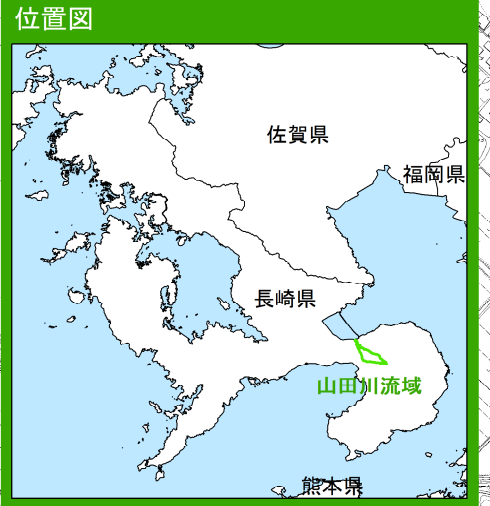 位置図
佐賀県
福岡県
長崎県
山田川流域
熊本県